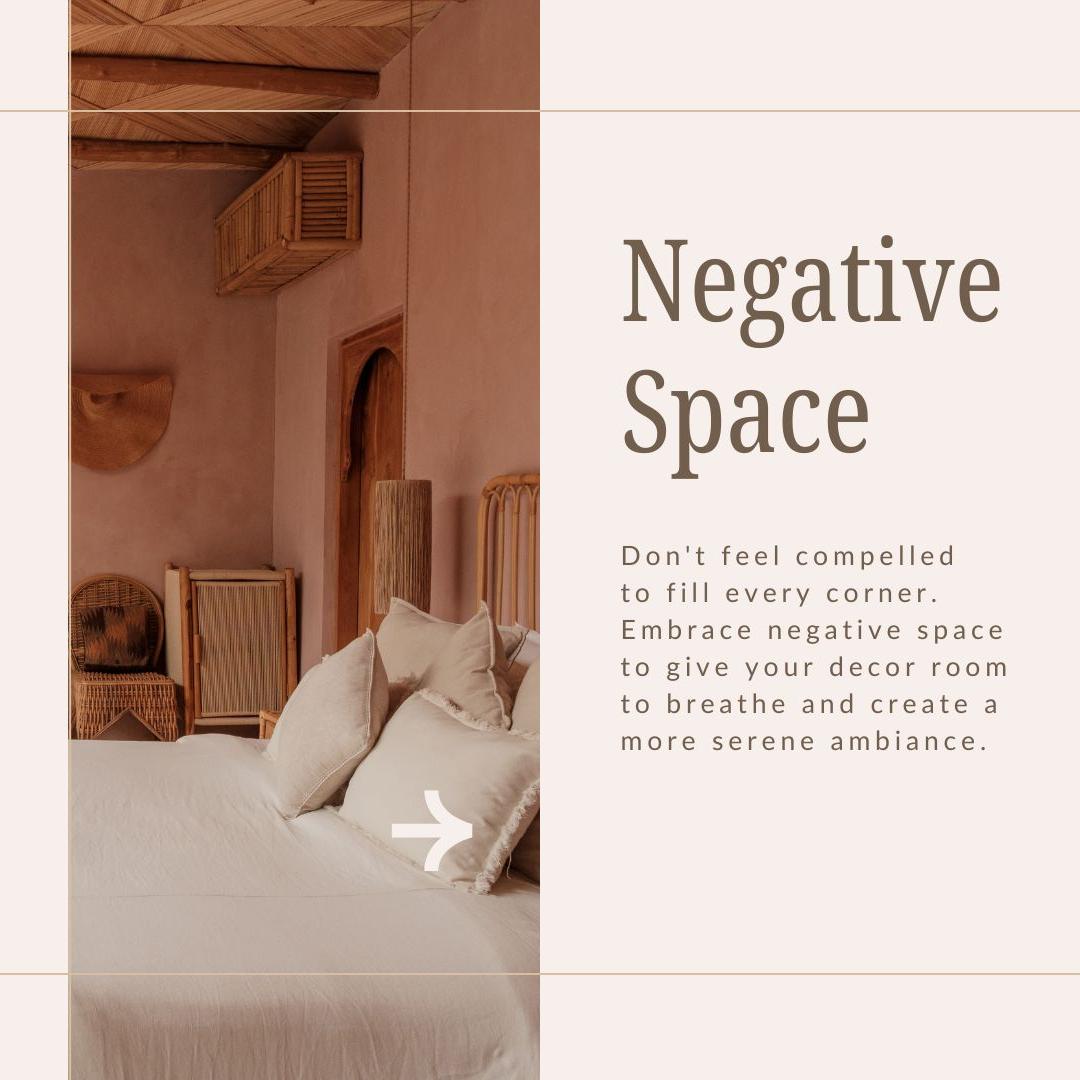 Negative
Space
Don't feel compelled
to fill every corner.
Embrace negative space
to give your decor room
to breathe and create a
more serene ambiance.